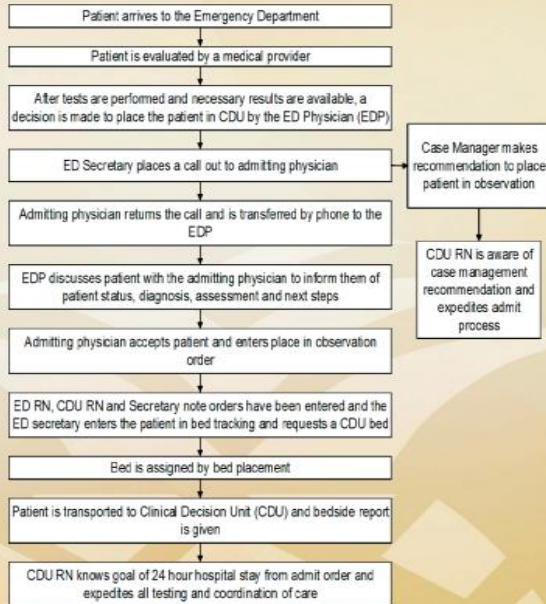 Patient arrives to the Emergency Department
Patient is evaluated by a medical provider
After tests are performed and necessary results are available, a
decision is made to place the patient in CDU by the ED Physician (EDP)
ED Secretary places a call out to admitting physician
Case Manager makes
recommendation to place
patient in observation
Admitting physician returns the call and is transferred by phone to the
EDP
CDU RN is aware of
case management
recommendation and
expedites admit
process
EDP discusses patient with the admitting physician to inform them of
patient status, diagnosis, assessment and next steps
Admitting physician accepts patient and enters place in observation
order
ED RN, CDU RN and Secretary note orders have been entered and the
ED secretary enters the patient in bed tracking and requests a CDU bed
Bed is assigned by bed placement
Patient is transported to Clinical Decision Unit (CDU) and bedside report
is given
CDU RN knows goal of 24 hour hospital stay from admit order and
expedites all testing and coordination of care